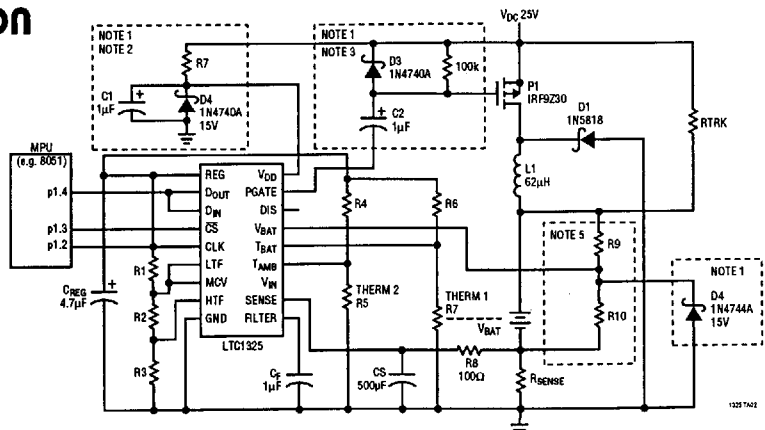 on
NOTE 1
NOTE 2
R7
C1
1µF
D4
1N4740A
15V
NOTE 1
NOTE 3
D3
1N4740A
100k
C2
1µF
VDC 25V
P1
IRF9Z30
D1
1N5818
RTRK
L1
62µH
MPU
(e.g. 8051)
p1.4
p1.3
p1.2
REG
DOUT
DIN
CS
CLK
LTF
MCV
HTF
GND
VDD
PGATE
DIS
VBAT
TBAT
TAMB
VIN
SENSE
FILTER
LTC1325
R1
R2
R3
CREG
4.7µF
R4
R6
THERM 2
R5
THERM 1
R7
VBAT
NOTE 5
R9
R10
NOTE 1
D4
1N4744A
15V
CF
1µF
CS
500pF
R8
100Ω
RSENSE
1325 TA02